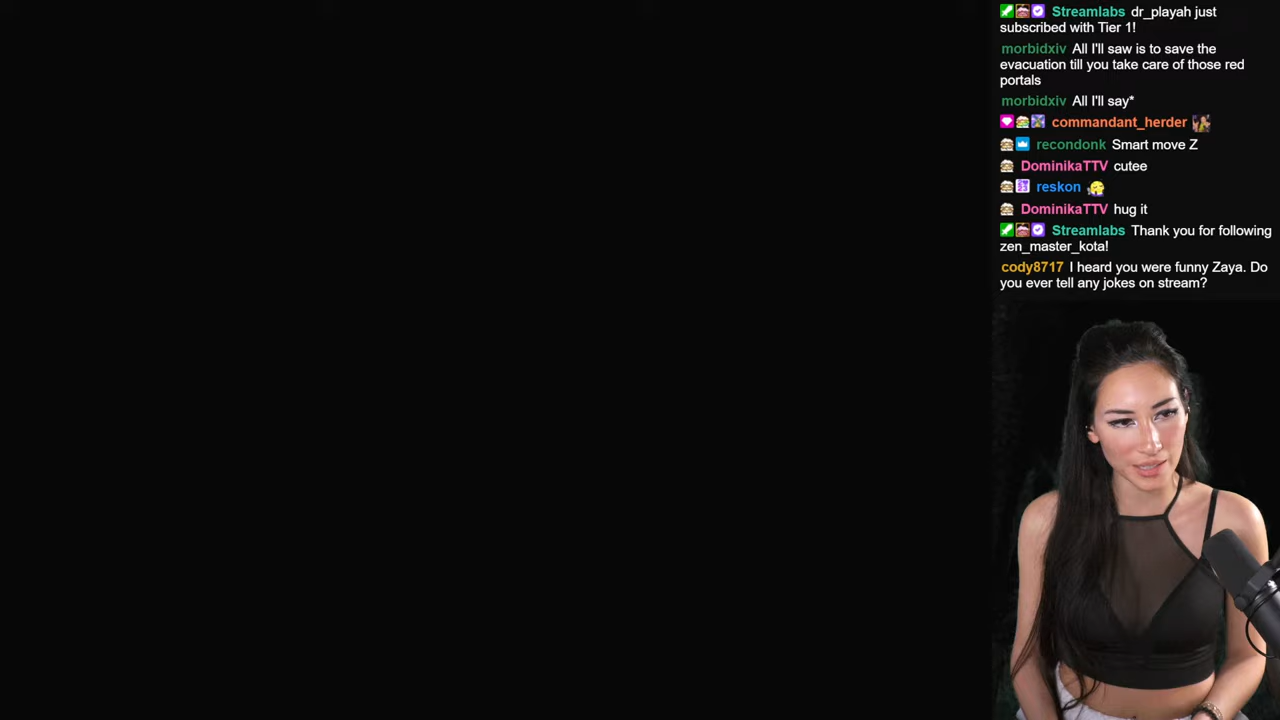 Streamlabs dr_playah just
subscribed with Tier 1!
morbidxiv All I'll saw is to save the
evacuation till you take care of those red
portals
morbidxiv All I'll say*
commandant_herder
recondonk Smart move Z
DominikaTTV cutee
reskon
DominikaTTV hug it
Streamlabs Thank you for following
zen_master_kota!
cody8717 I heard you were funny Zaya. Do
you ever tell any jokes on stream?